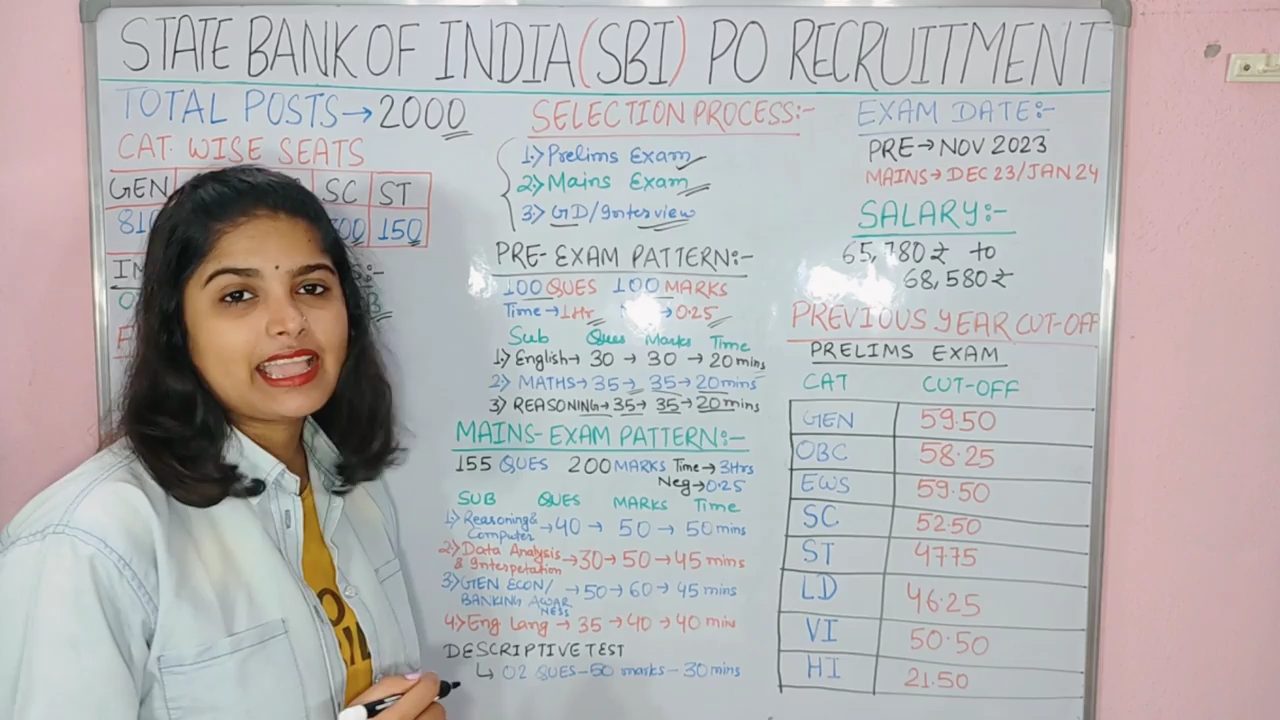 STATE BANK OF INDIA (SBI) PO RECRUITMENT
TOTAL POSTS→2000
CAT. WISE SEATS
GEN SC ST
150
SELECTION PROCESS:-
1.) Prelims Exam
2.) Mains Exam
3.) GD/Interview
PRE-EXAM PATTERN:-
100 QUES 100 MARKS
Time→1Hr →0.25
Sub Ques Marks Time
1.) English→ 30 → 30 → 20 mins
2) MATHS→35→ 35→20mins
3) REASONING→35→ 35→20mins
MAINS-EXAM PATTERN:-
155 QUES 200 MARKS Time→3Hrs
Neg→0.25
SUB QUES MARKS Time
1.) Reasoning & Computer →40 → 50 → 50 mins
2) Data Analysis & Interpetation →30→50→45 mins
3) GEN ECON/ BANKING AWARNESS →50→60→45 mins
4) Eng Lang → 35→40→40 min
DESCRIPTIVE TEST
↳ 02 QUES-50 marks-30mins
EXAM DATE:-
PRE→NOV 2023
MAINS→DEC 23/JAN 24
SALARY:-
65,780₹ to
68,580₹
PREVIOUS YEAR CUT-OFF
PRELIMS EXAM
CAT CUT-OFF
GEN 59.50
OBC 58.25
EWS 59.50
SC 52.50
ST 47.75
LD 46.25
VI 50.50
HI 21.50